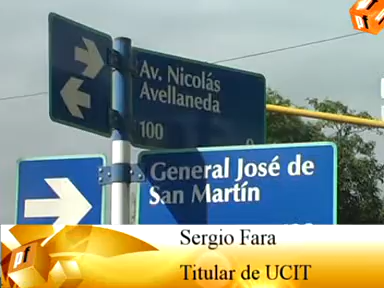 Av. Nicolás
Avellaneda
100
General José de
San Martín
Sergio Fara
Titular de UCIT